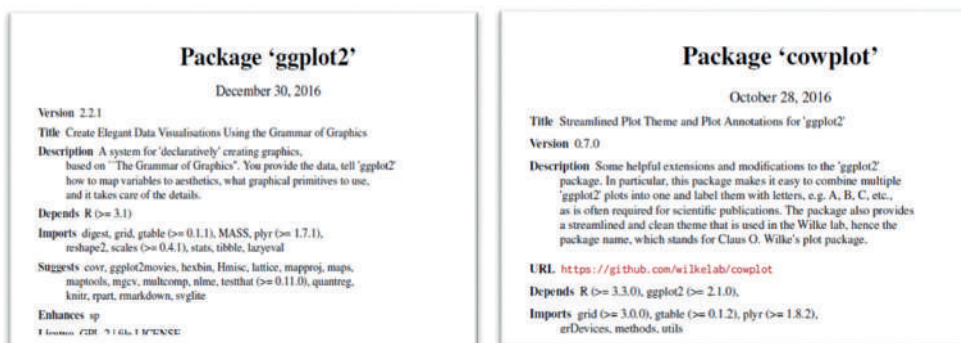 Package ‘ggplot2’
December 30, 2016
Version 2.2.1
Title Create Elegant Data Visualisations Using the Grammar of Graphics
Description A system for 'declaratively' creating graphics,
based on ``The Grammar of Graphics''. You provide the data, tell 'ggplot2'
how to map variables to aesthetics, what graphical primitives to use,
and it takes care of the details.
Depends R (>= 3.1)
Imports digest, grid, gtable (>= 0.1.1), MASS, plyr (>= 1.7.1),
reshape2, scales (>= 0.4.1), stats, tibble, lazyeval
Suggests covr, ggplot2movies, hexbin, Hmisc, lattice, mapproj, maps,
maptools, mgcv, multcomp, nlme, testthat (>= 0.11.0), quantreg,
knitr, rpart, rmarkdown, svglite
Enhances sp
License GPL-2 | file LICENSE
Package ‘cowplot’
October 28, 2016
Title Streamlined Plot Theme and Plot Annotations for 'ggplot2'
Version 0.7.0
Description Some helpful extensions and modifications to the 'ggplot2'
package. In particular, this package makes it easy to combine multiple
'ggplot2' plots into one and label them with letters, e.g. A, B, C, etc.,
as is often required for scientific publications. The package also provides
a streamlined and clean theme that is used in the Wilke lab, hence the
package name, which stands for Claus O. Wilke's plot package.
URL https://github.com/wilkelab/cowplot
Depends R (>= 3.3.0), ggplot2 (>= 2.1.0),
Imports grid (>= 3.0.0), gtable (>= 0.1.2), plyr (>= 1.8.2),
grDevices, methods, utils